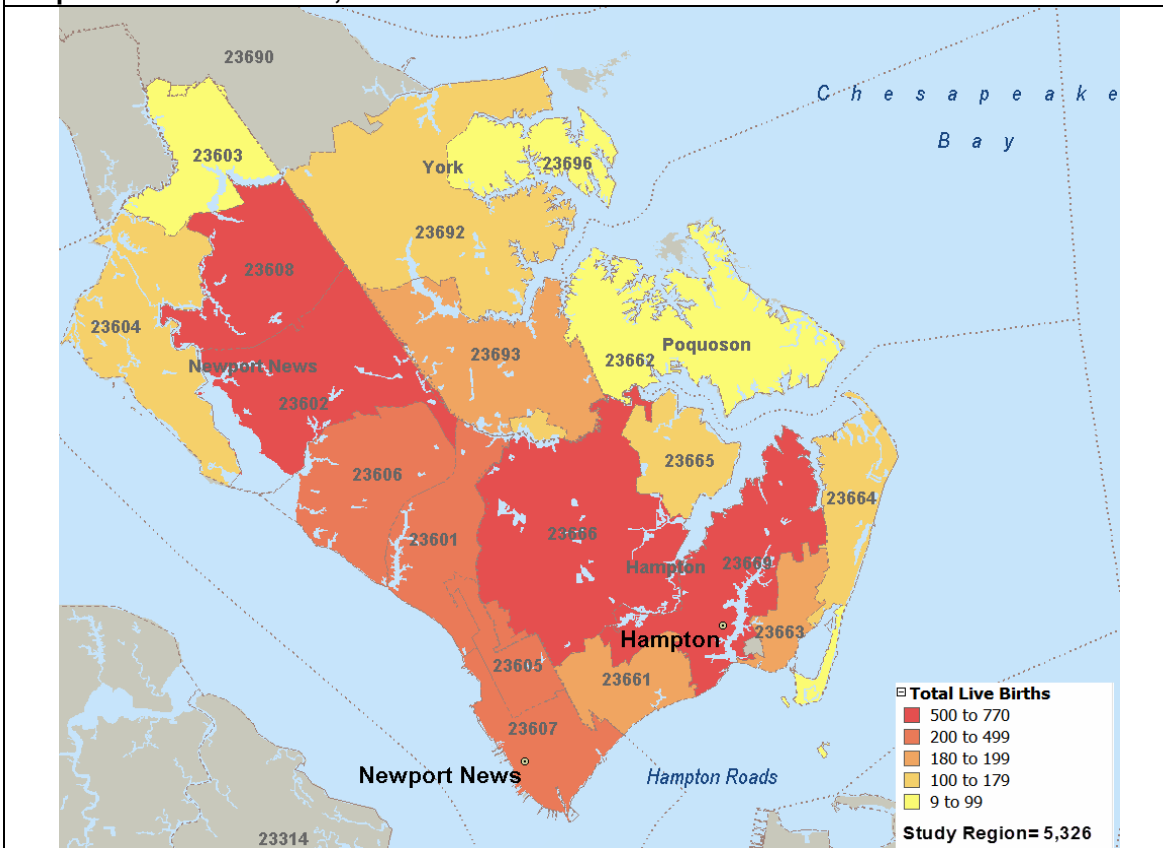 23690
C h e s a p e a k e
B a y
23603
York
23696
23692
23608
23604
Newport News
23693
Poquoson
23662
23602
23606
23665
23664
23601
23666
Hampton
23669
Hampton
23663
23605
23661
23607
Newport News
Hampton Roads
23314
Total Live Births
500 to 770
200 to 499
180 to 199
100 to 179
9 to 99
Study Region= 5,326